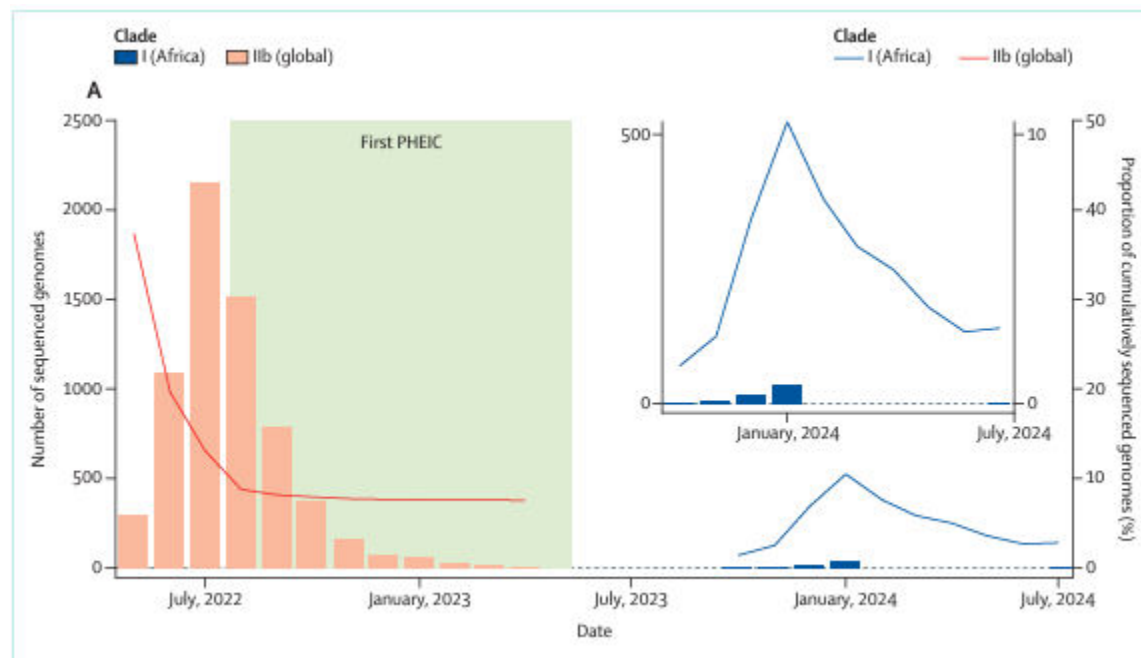 Clade
I (Africa) IIb (global)
Clade
I (Africa) IIb (global)
A
Number of sequenced genomes
2500
2000
1500
1000
500
0
First PHEIC
500
0
10
0
January, 2024
July, 2024
50
40
30
20
10
0
Proportion of cumulatively sequenced genomes (%)
July, 2022
January, 2023
July, 2023
January, 2024
July, 2024
Date